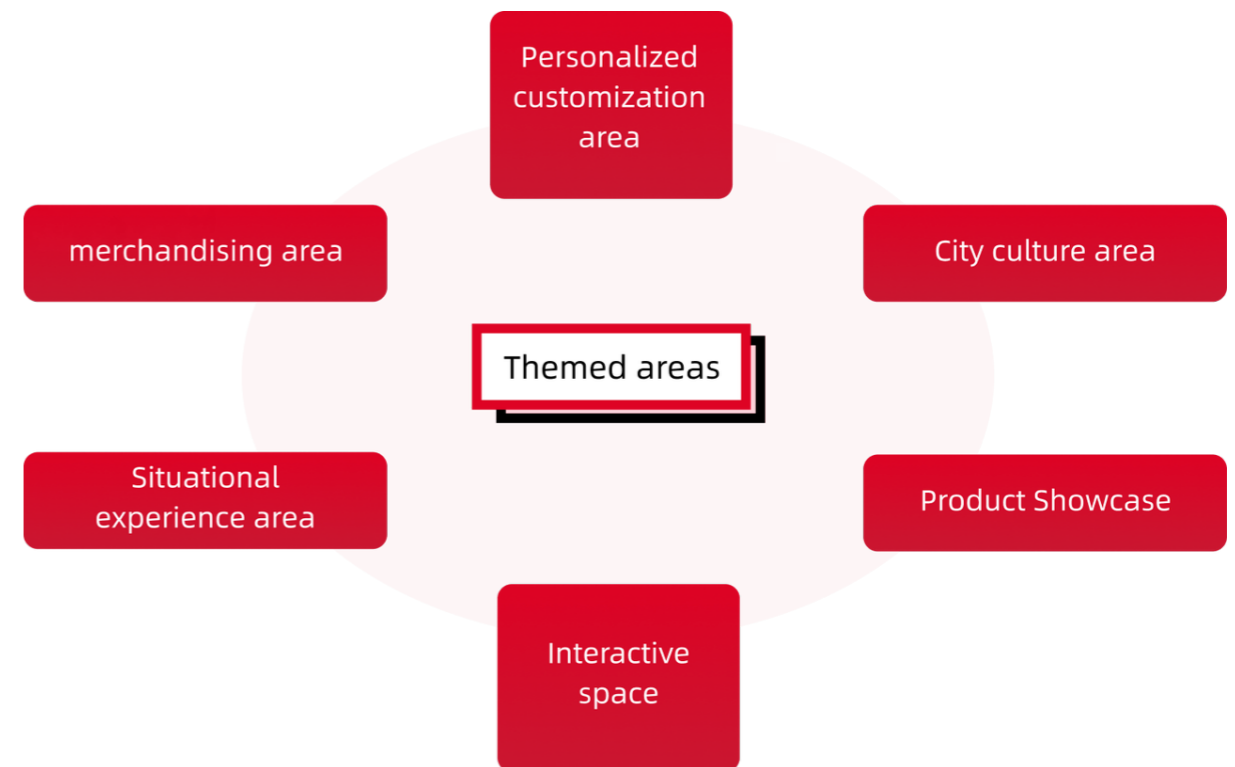 Personalized
customization
area
merchandising area
City culture area
Themed areas
Situational
experience area
Product Showcase
Interactive
space